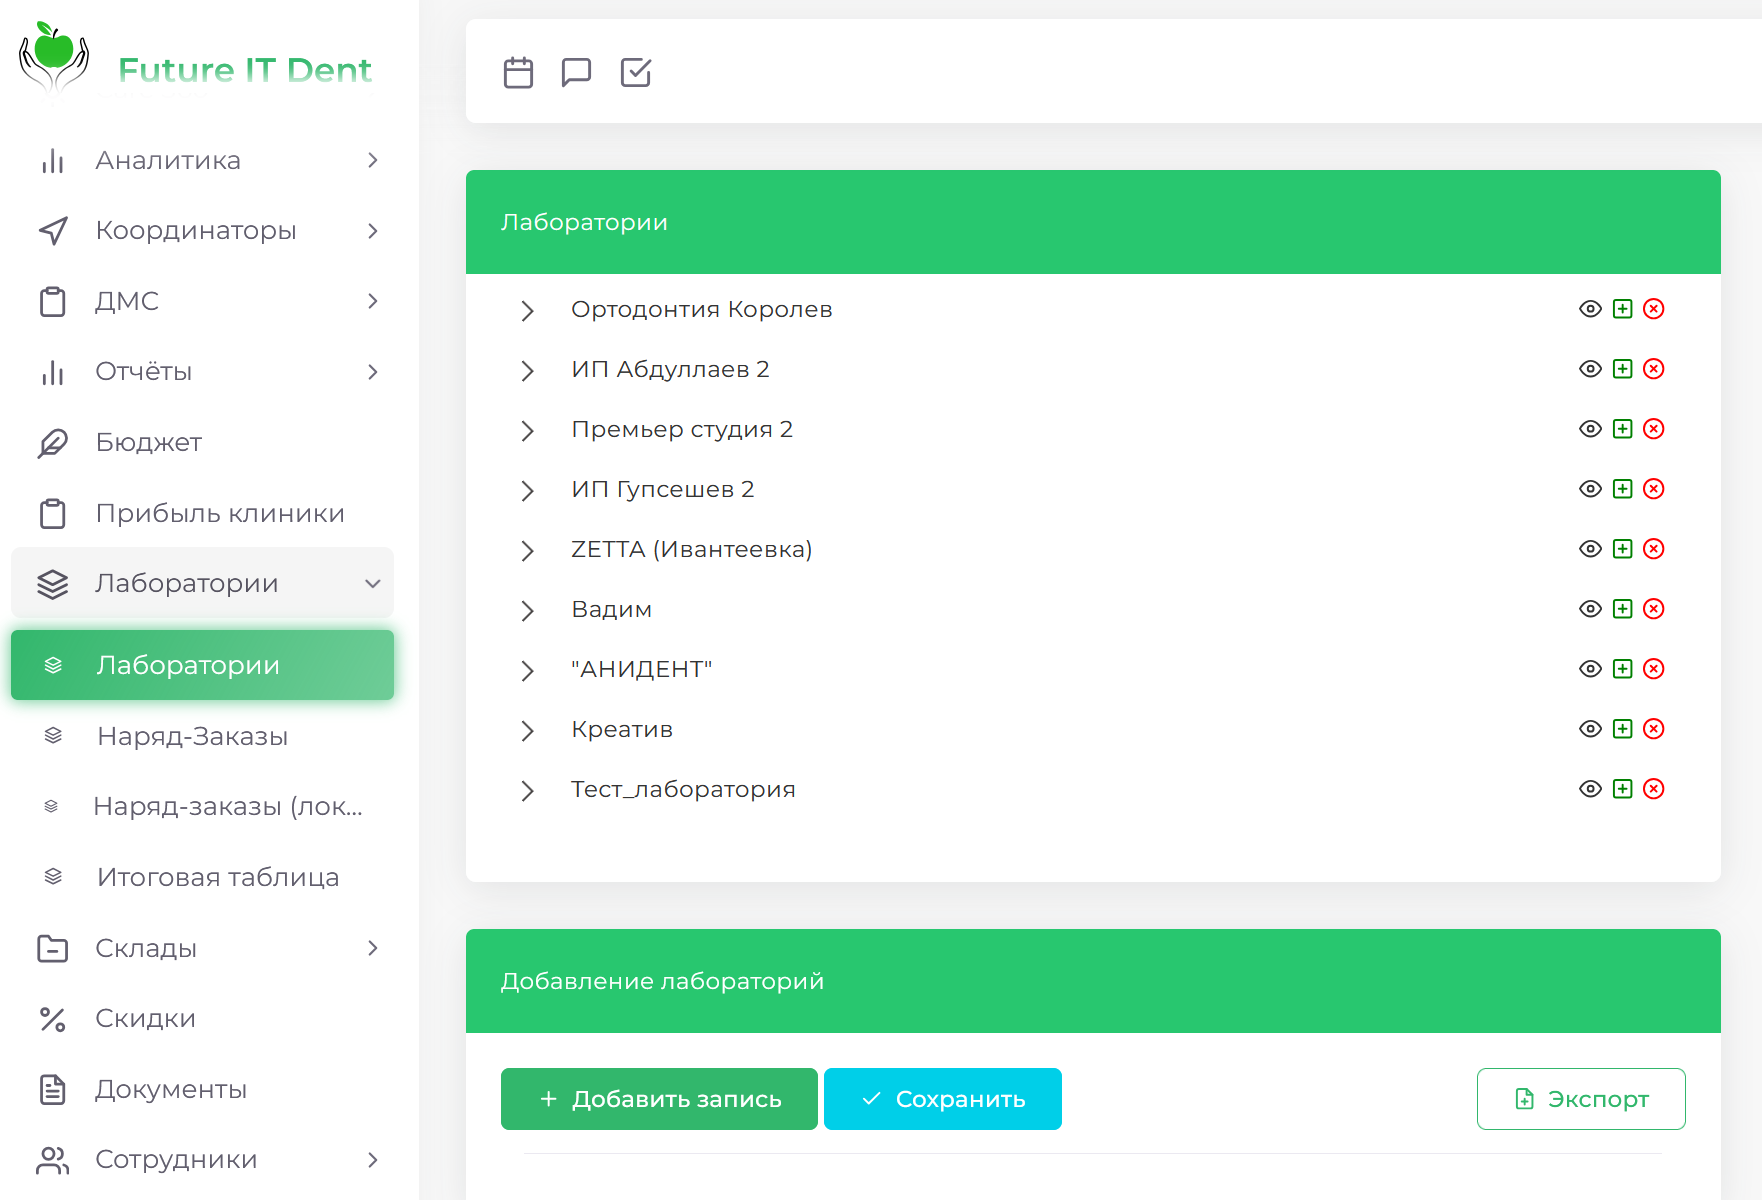 Future IT Dent
Аналитика
Координаторы
ДМС
Отчёты
Бюджет
Прибыль клиники
Лаборатории
Лаборатории
Наряд-Заказы
Наряд-заказы (лок...
Итоговая таблица
Склады
Скидки
Документы
Сотрудники
Лаборатории
Ортодонтия Королев
ИП Абдуллаев 2
Премьер студия 2
ИП Гупсешев 2
ZETTA (Ивантеевка)
Вадим
"АНИДЕНТ"
Креатив
Тест_лаборатория
Добавление лабораторий
Добавить запись
Сохранить
Экспорт